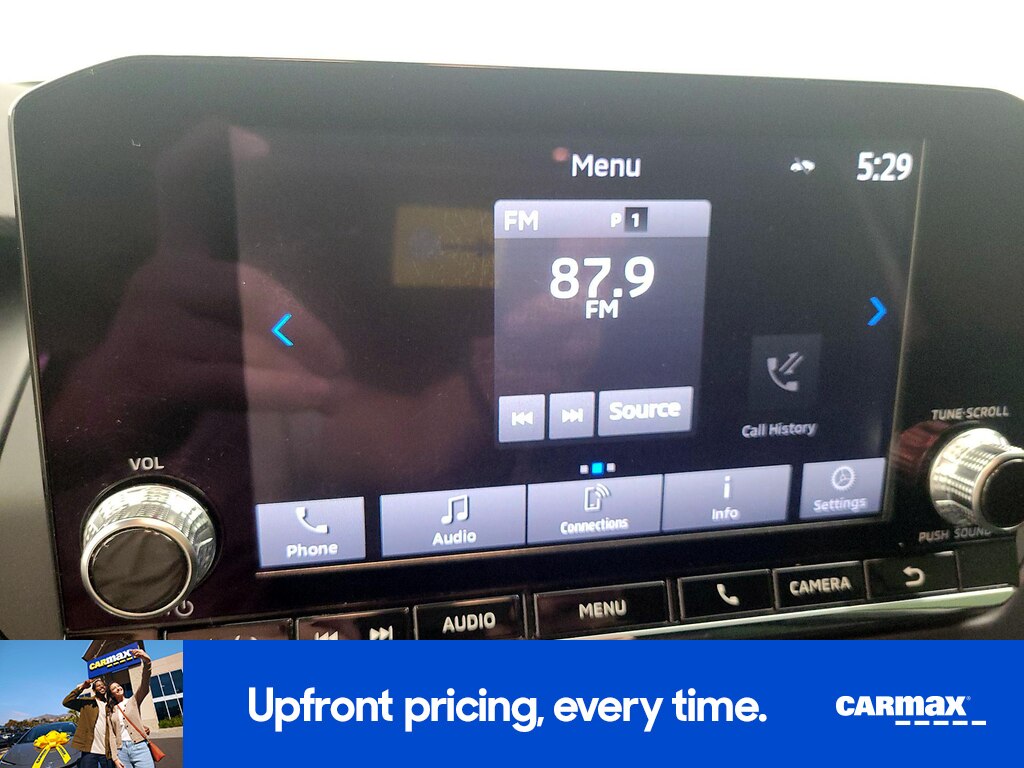 Menu
5:29
FM P 1
87.9
FM
Source
Call History
TUNE·SCROLL
VOL
Phone
Audio
Connections
Info
Settings
PUSH SOUND
AUDIO
MENU
CAMERA
CARMAX
Upfront pricing, every time.
CARMAX